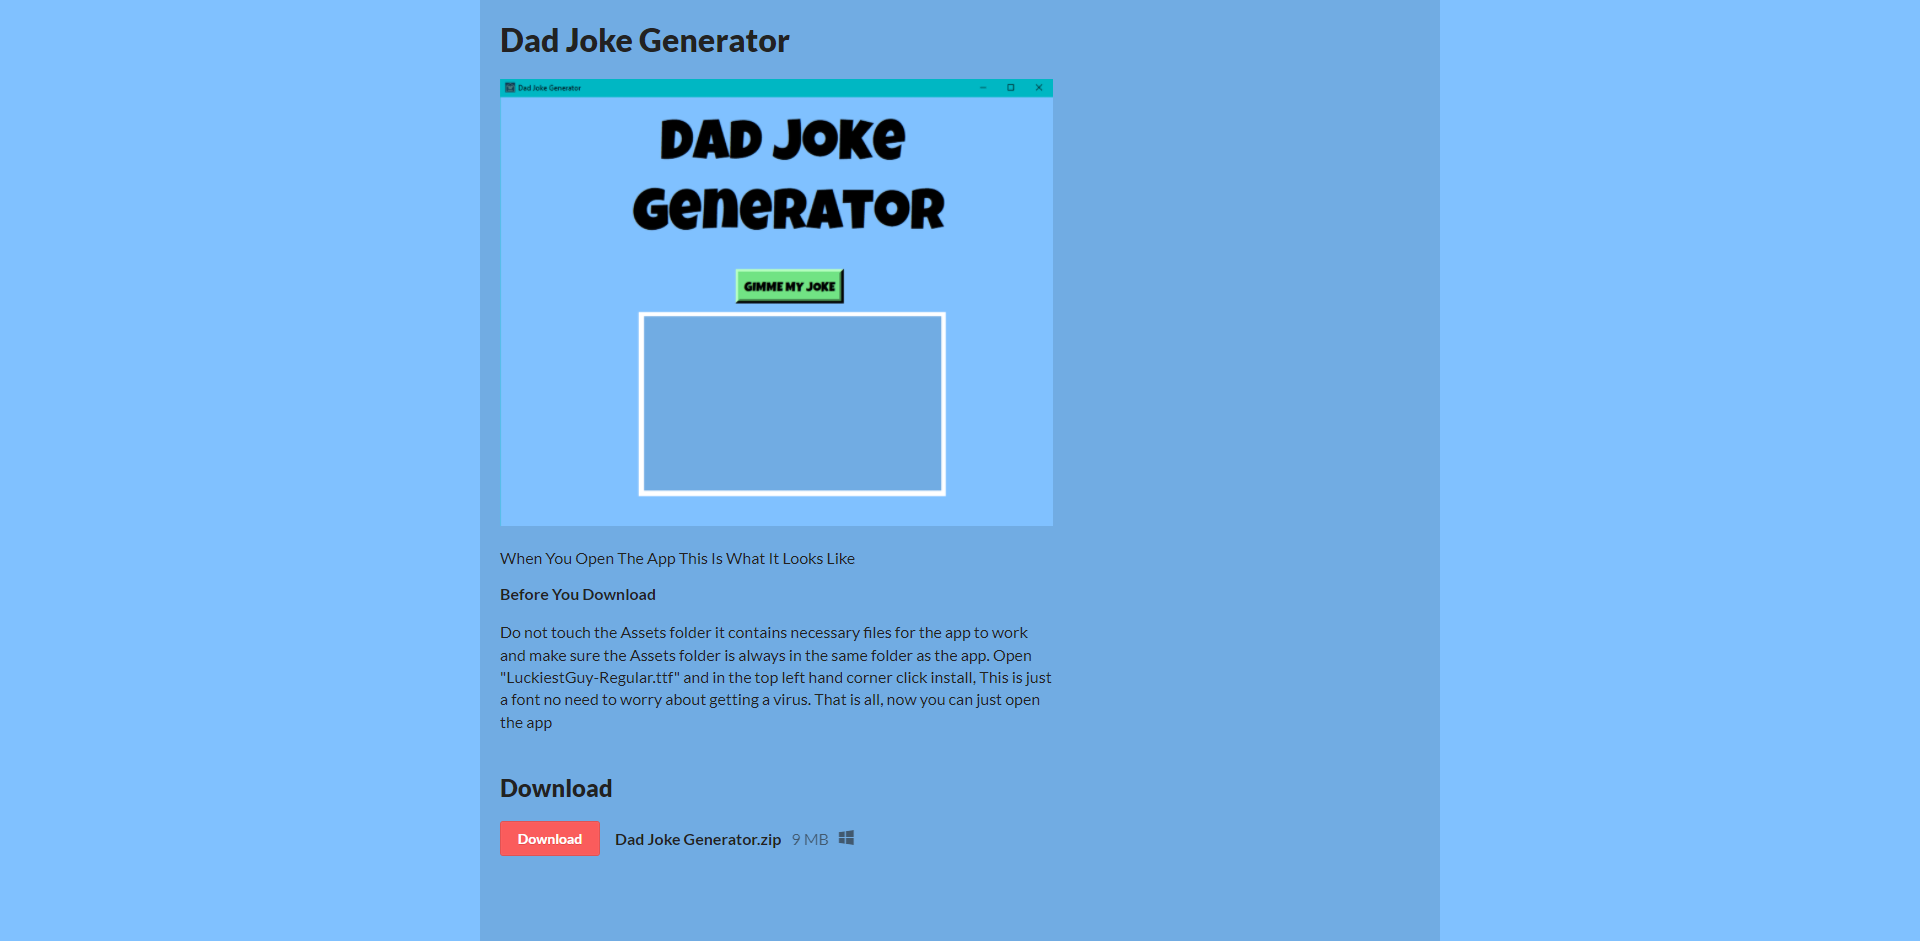 Dad Joke Generator
Dad Joke Generator
DAD JOKE
GENERATOR
GIMME MY JOKE
When You Open The App This Is What It Looks Like
Before You Download
Do not touch the Assets folder it contains necessary files for the app to work
and make sure the Assets folder is always in the same folder as the app. Open
"LuckiestGuy-Regular.ttf" and in the top left hand corner click install, This is just
a font no need to worry about getting a virus. That is all, now you can just open
the app
Download
Download Dad Joke Generator.zip 9 MB